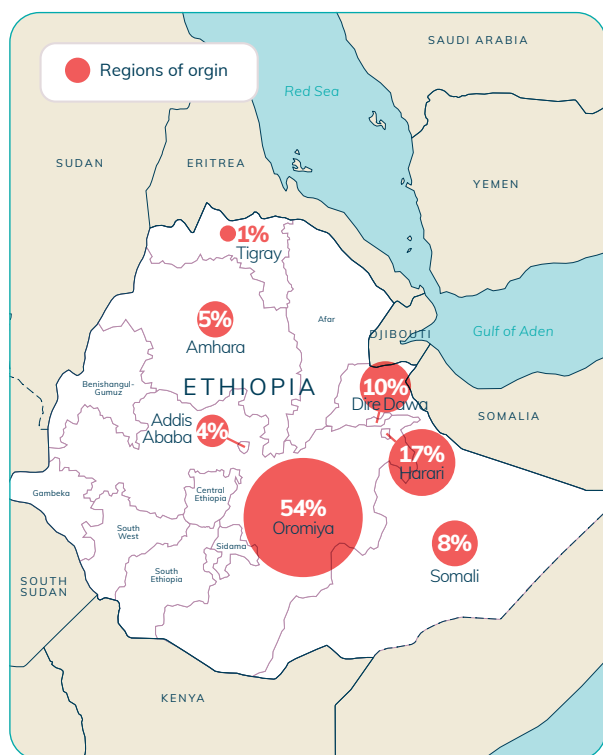 SAUDI ARABIA
Regions of orgin
Red Sea
SUDAN
ERITREA
YEMEN
1%
Tigray
5%
Amhara
Afar
DJIBOUTI
Gulf of Aden
Benishangul-
Gumuz
ETHIOPIA
10%
Dire Dawa
SOMALIA
Addis
Ababa
4%
17%
Harari
Gambeka
Central
Ethiopia
54%
Oromiya
South
West
Sidama
8%
Somali
South
Ethiopia
SOUTH
SUDAN
KENYA